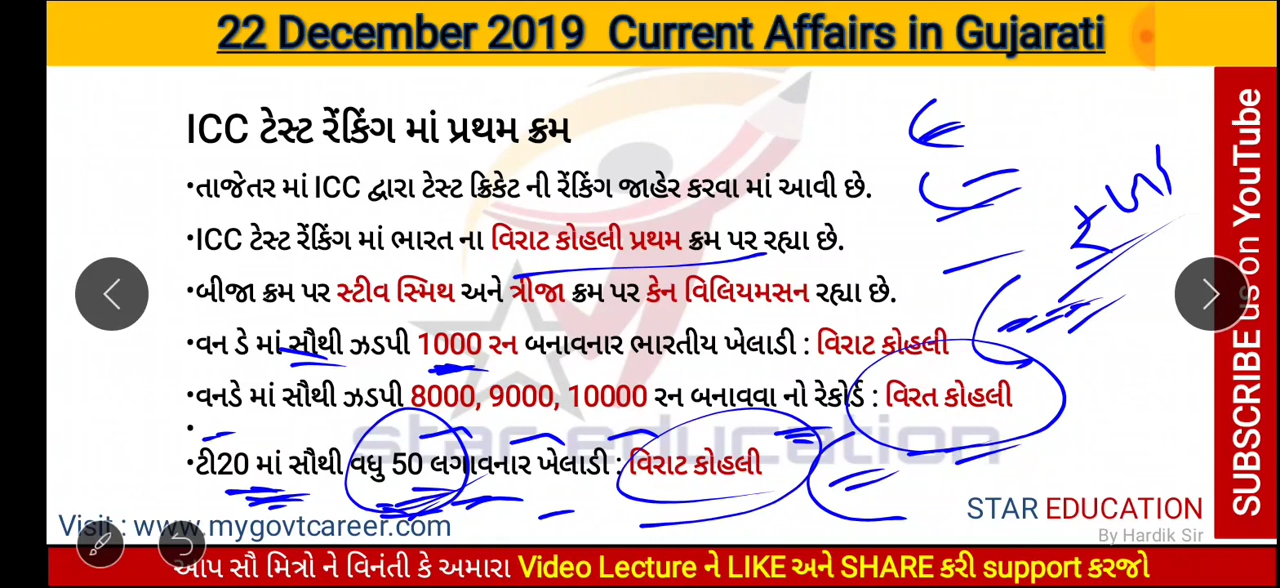 22 December 2019 Current Affairs in Gujarati
ICC ટેસ્ટ રેંકિંગ માં પ્રથમ ક્રમ
•તાજેતર માં ICC દ્વારા ટેસ્ટ ક્રિકેટ ની રેંકિંગ જાહેર કરવા માં આવી છે.
•ICC ટેસ્ટ રેંકિંગ માં ભારત ના વિરાટ કોહલી પ્રથમ ક્રમ પર રહ્યા છે.
•બીજા ક્રમ પર સ્ટીવ સ્મિથ અને ત્રીજા ક્રમ પર કેન વિલિયમસન રહ્યા છે.
•વન ડે માં સૌથી ઝડપી 1000 રન બનાવનાર ભારતીય ખેલાડી : વિરાટ કોહલી
•વનડે માં સૌથી ઝડપી 8000, 9000, 10000 રન બનાવવા નો રેકોર્ડ : વિરત કોહલી
•
•ટી20 માં સૌથી વધુ 50 લગાવનાર ખેલાડી : વિરાટ કોહલી
star education
STAR EDUCATION
Visit : www.mygovtcareer.com
By Hardik Sir
આપ સૌ મિત્રો ને વિનંતી કે અમારા Video Lecture ને LIKE અને SHARE કરી support કરજો
SUBSCRIBE us on YouTube